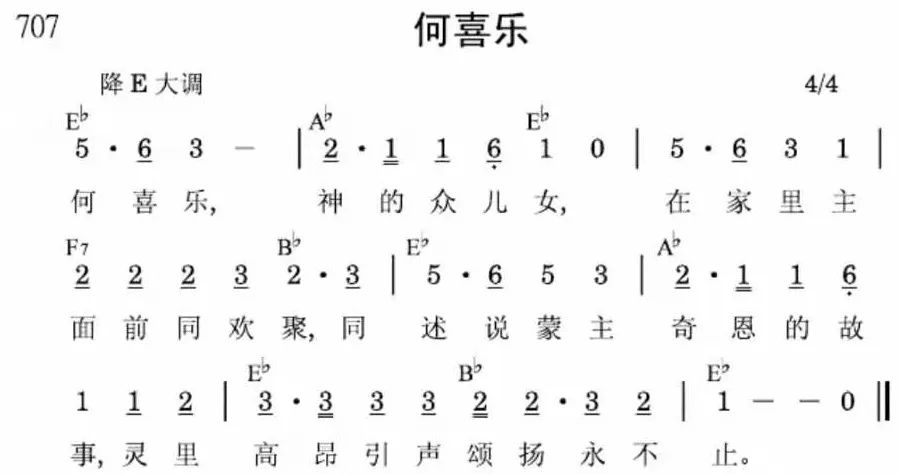 707 何喜乐
降 E 大调 4/4
E♭ A♭ E♭
5 · 6 3 － | 2 · 1 1 6 1 0 | 5 · 6 3 1 |
何 喜 乐, 神 的 众 儿 女, 在 家 里 主
F7 B♭ E♭ A♭
2 2 2 3 2 · 3 | 5 · 6 5 3 | 2 · 1 1 6
面 前 同 欢 聚, 同 述 说 蒙 主 奇 恩 的 故
E♭ B♭ E♭
1 1 2 | 3 · 3 3 3 2 2 · 3 2 | 1 － － 0 ‖
事, 灵 里 高 昂 引 声 颂 扬 永 不 止。